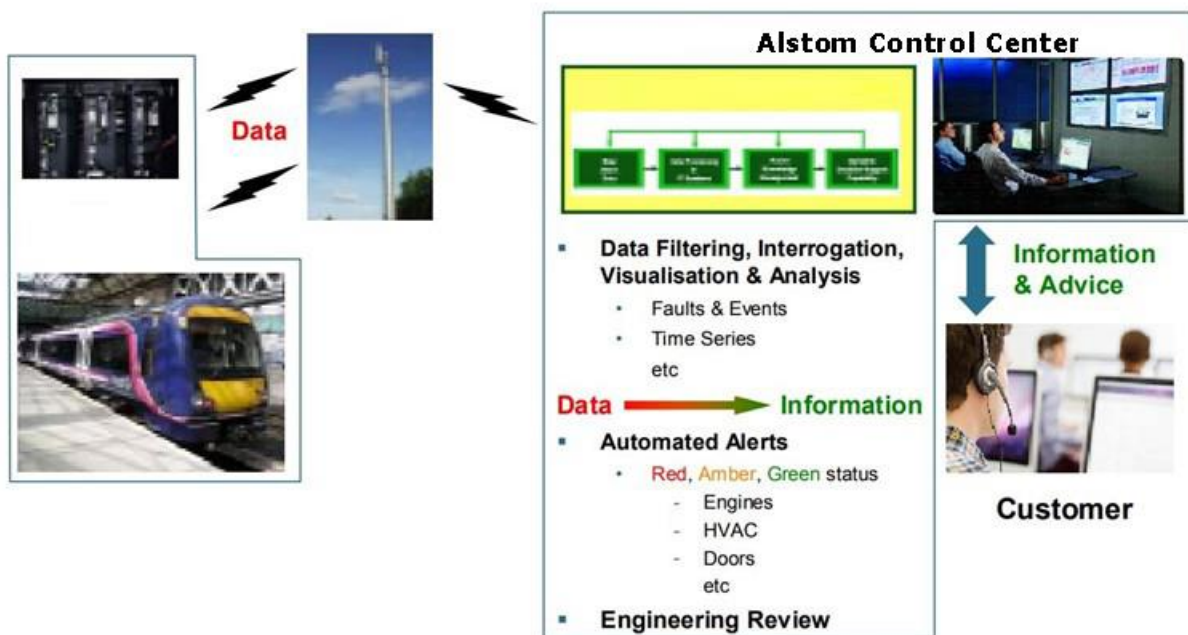 Alstom Control Center
Data
Data Filtering, Interrogation,
Visualisation & Analysis
Faults & Events
Time Series
etc
Data
Information
Automated Alerts
Red, Amber, Green status
- Engines
- HVAC
- Doors
etc
Engineering Review
Information
& Advice
Customer